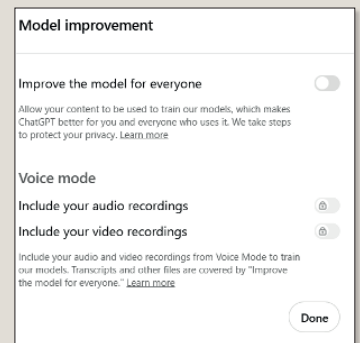 Model improvement
Improve the model for everyone
Allow your content to be used to train our models, which makes
ChatGPT better for you and everyone who uses it. We take steps
to protect your privacy. Learn more
Voice mode
Include your audio recordings
Include your video recordings
Include your audio and video recordings from Voice Mode to train
our models. Transcripts and other files are covered by "Improve
the model for everyone." Learn more
Done